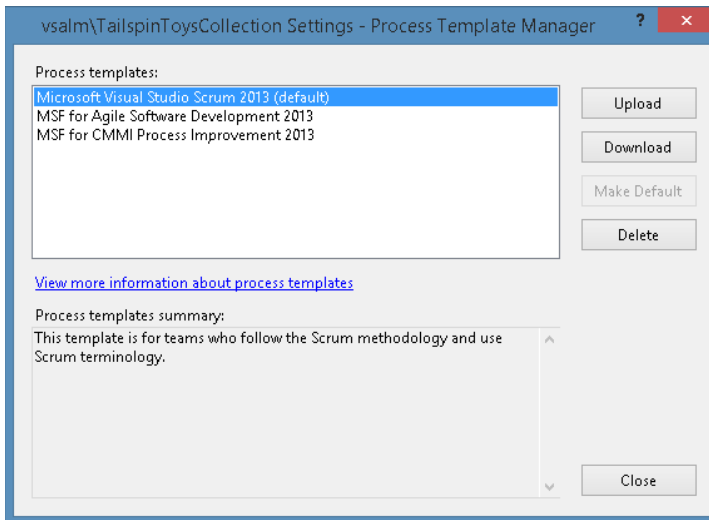 vsalm\TailspinToysCollection Settings - Process Template Manager
?
×
Process templates:
Microsoft Visual Studio Scrum 2013 (default)
MSF for Agile Software Development 2013
MSF for CMMI Process Improvement 2013
Upload
Download
Make Default
Delete
View more information about process templates
Process templates summary:
This template is for teams who follow the Scrum methodology and use
Scrum terminology.
Close